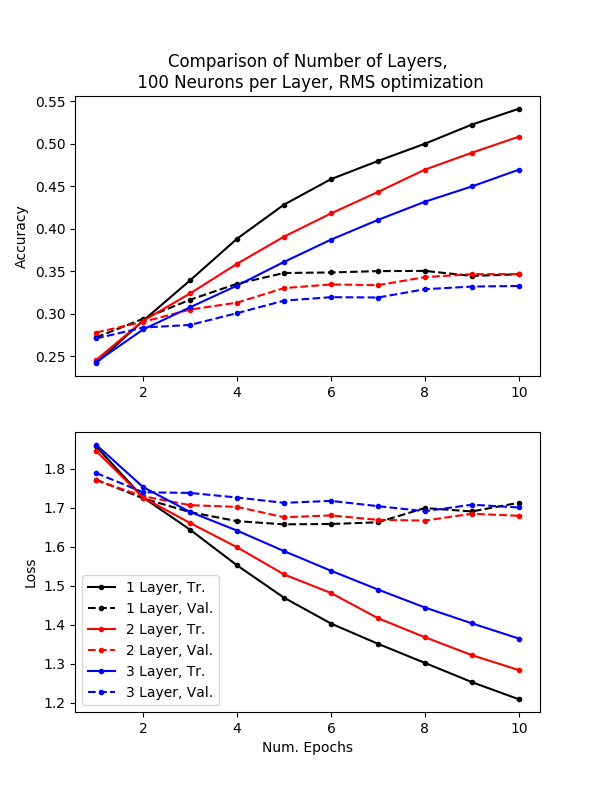 Comparison of Number of Layers,
100 Neurons per Layer, RMS optimization
0.55
0.50
0.45
0.40
0.35
0.30
0.25
Accuracy
2 4 6 8 10
1.8
1.7
1.6
1.5
1.4
1.3
1.2
Loss
1 Layer, Tr.
1 Layer, Val.
2 Layer, Tr.
2 Layer, Val.
3 Layer, Tr.
3 Layer, Val.
2 4 6 8 10
Num. Epochs